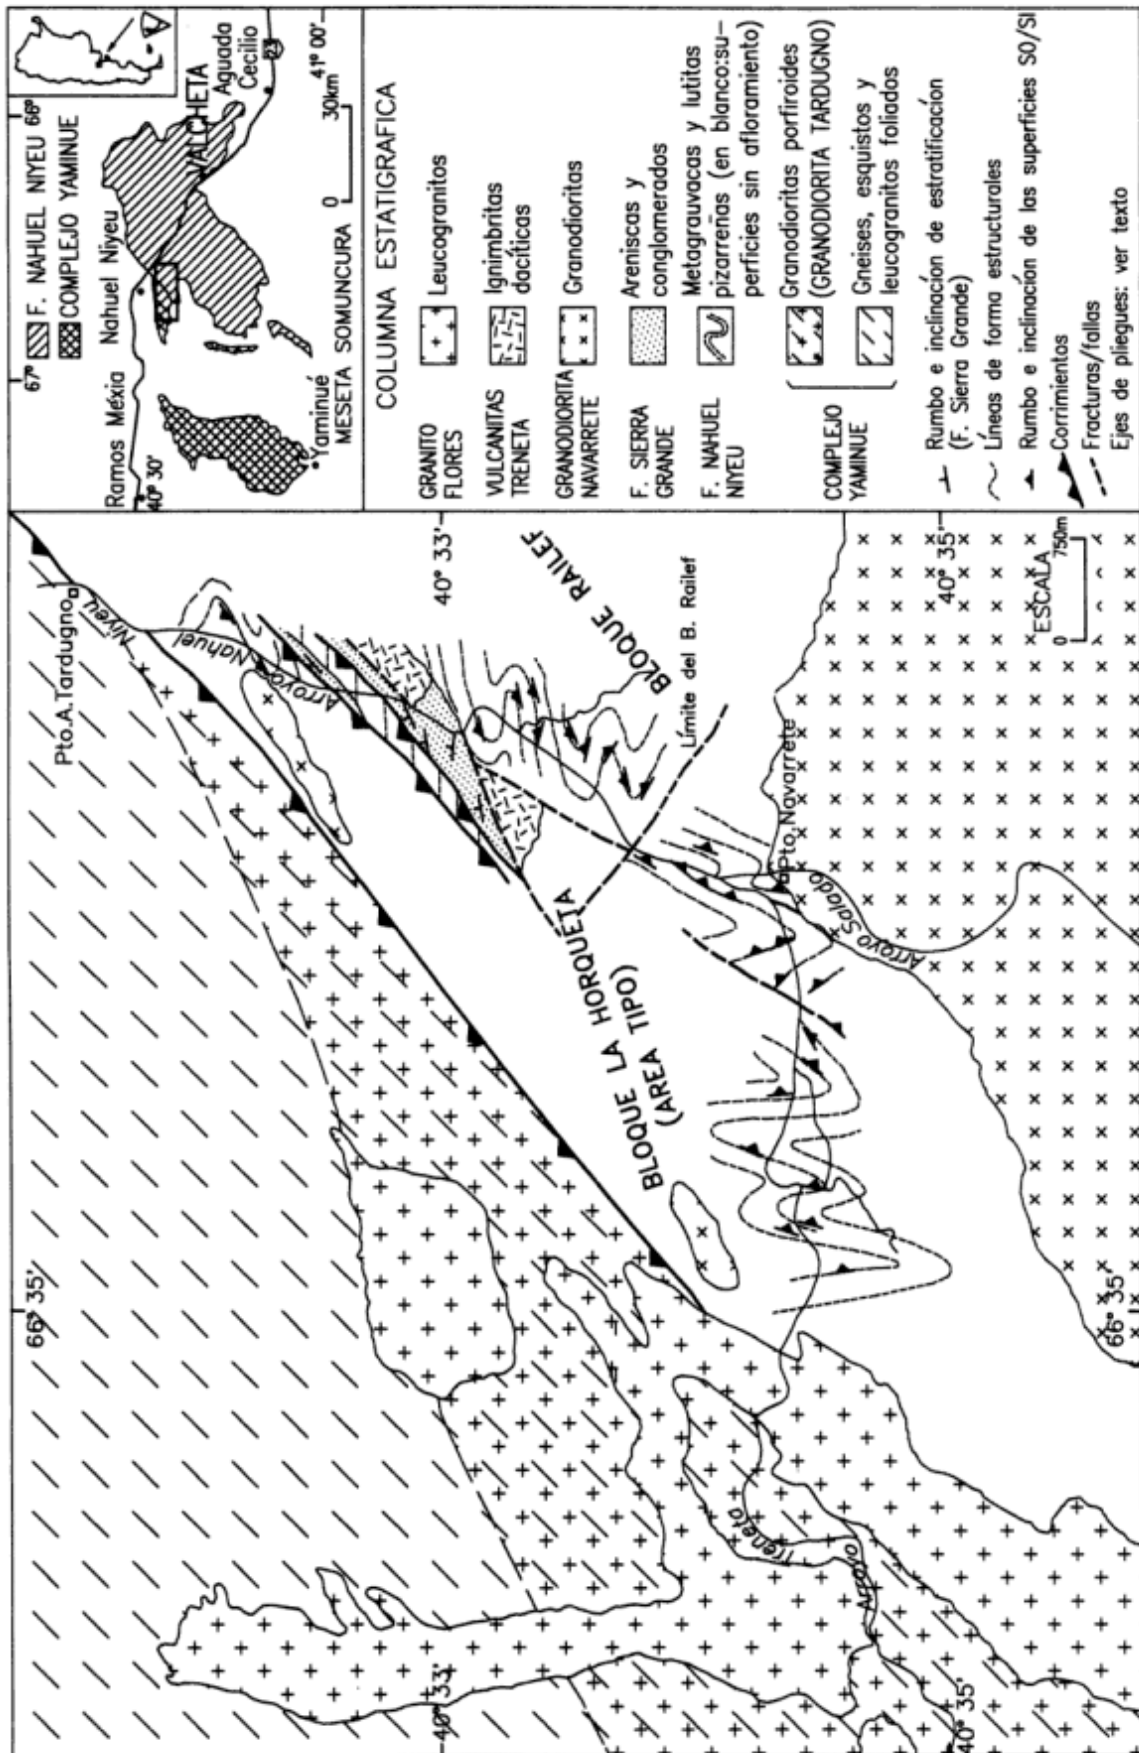 67°
66°
F. NAHUEL NIYEU
COMPLEJO YAMINUE
Ramos Mexia
Nahuel Niyeu
40° 30'
VALCHETA
Aguada
Cecilio
23
Yaminué
MESETA SOMUNCURA
0
30km
41° 00'
COLUMNA ESTATIGRAFICA
GRANITO
FLORES
Leucogranitos
VULCANITAS
TRENETA
Ignimbritas
dacíticas
GRANODIORITA
NAVARRETE
Granodioritas
F. SIERRA
GRANDE
Areniscas y
conglomerados
F. NAHUEL
NIYEU
Metagrauvacas y lutitas
pizarreñas (en blanco:su-
perficies sin afloramiento)
COMPLEJO
YAMINUE
Granodioritas porfiroides
(GRANODIORITA TARDUGNO)
Gneises, esquistos y
leucogranitos foliados
Rumbo e inclinación de estratificación
(F. Sierra Grande)
Líneas de forma estructurales
Rumbo e inclinación de las superficies S0/SI
Corrimientos
Fracturas/fallas
Ejes de pliegues: ver texto
66° 35'
Pto.A.Tardugno
Arroyo
Nahuel
Niyeu
40° 33'
40° 33'
BLOQUE RAILEF
Límite del B. Railef
BLOQUE LA HORQUETA
(AREA TIPO)
Pto.Navarrete
Arroyo Salado
Arroyo
Treneta
40° 35'
40° 35'
66° 35'
ESCALA
0
750m